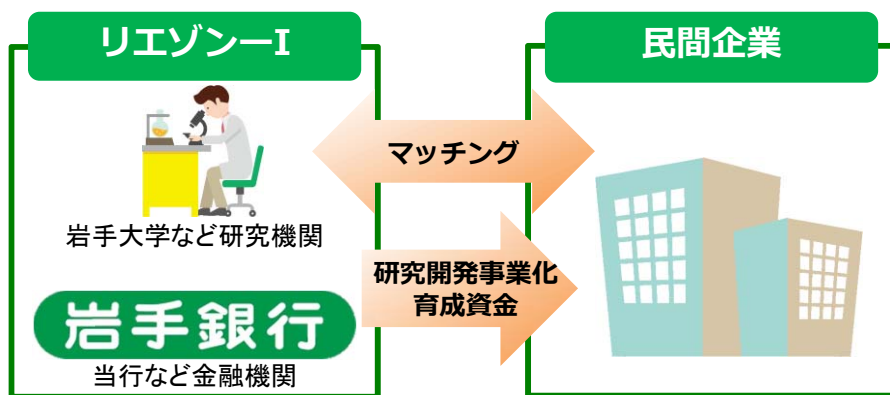 リエゾンーI
民間企業
マッチング
岩手大学など研究機関
研究開発事業化
育成資金
岩手銀行
当行など金融機関